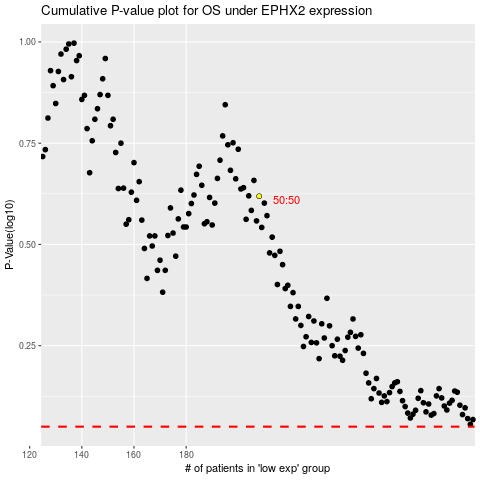 Cumulative P-value plot for OS under EPHX2 expression
1.00
0.75
0.50
0.25
P-Value(log10)
50:50
120 140 160 180
# of patients in 'low exp' group